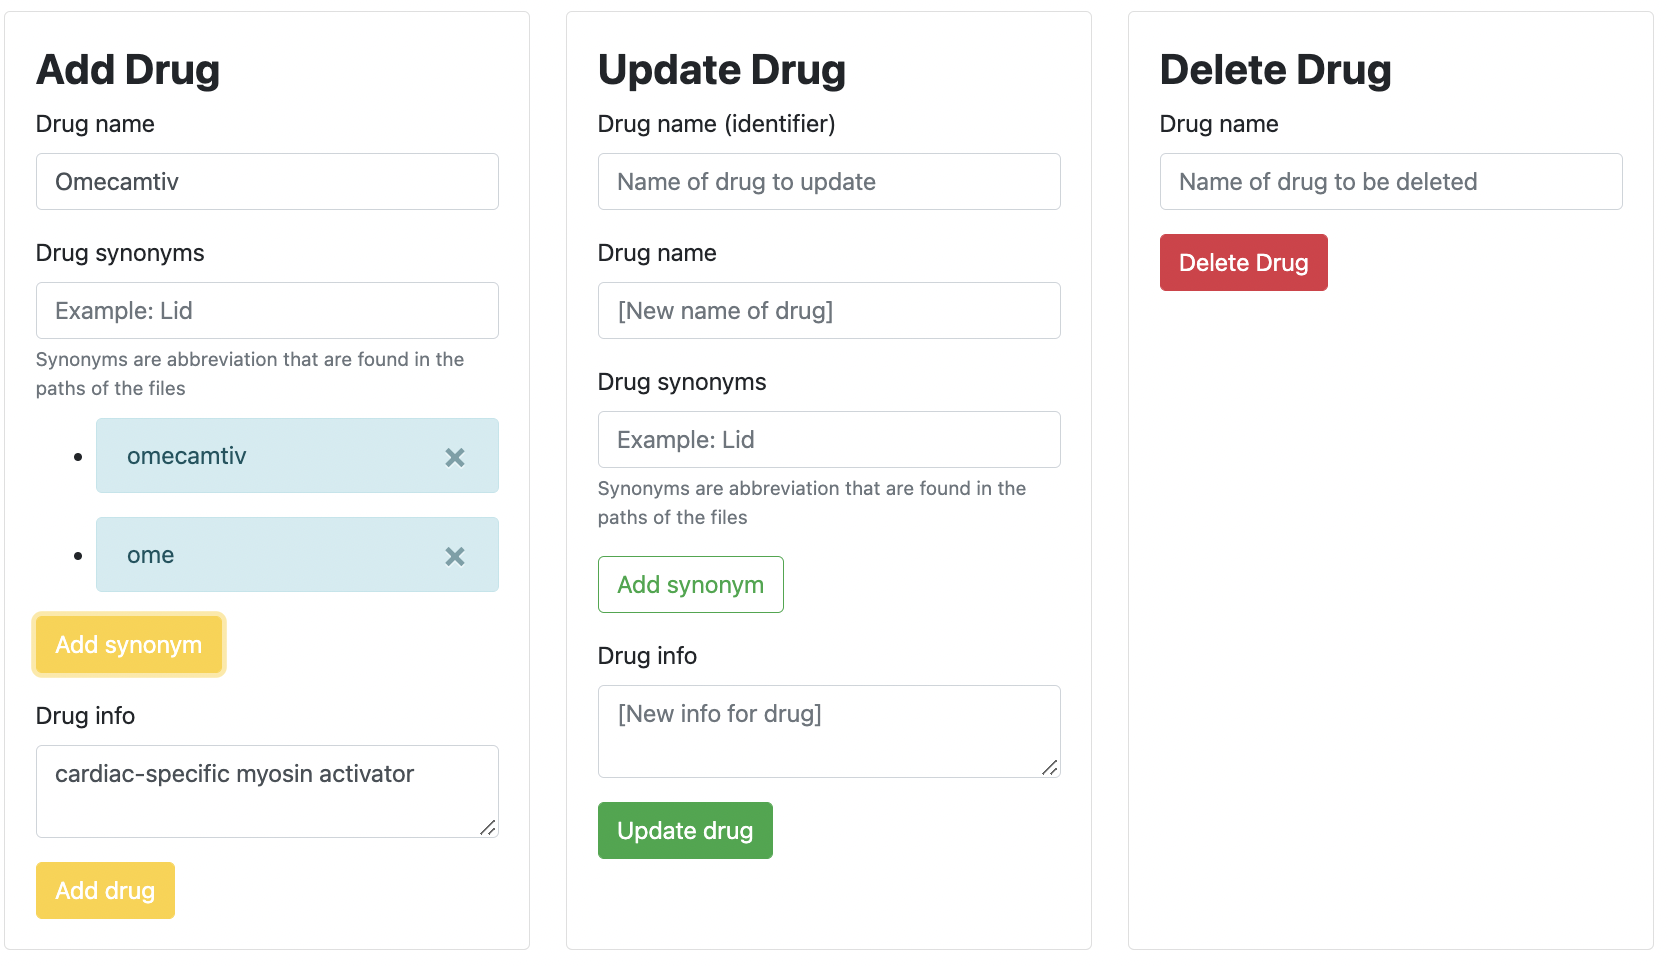 Add Drug
Drug name
Omecamtiv
Drug synonyms
Example: Lid
Synonyms are abbreviation that are found in the
paths of the files
omecamtiv
ome
Add synonym
Drug info
cardiac-specific myosin activator
Add drug
Update Drug
Drug name (identifier)
Name of drug to update
Drug name
[New name of drug]
Drug synonyms
Example: Lid
Synonyms are abbreviation that are found in the
paths of the files
Add synonym
Drug info
[New info for drug]
Update drug
Delete Drug
Drug name
Name of drug to be deleted
Delete Drug